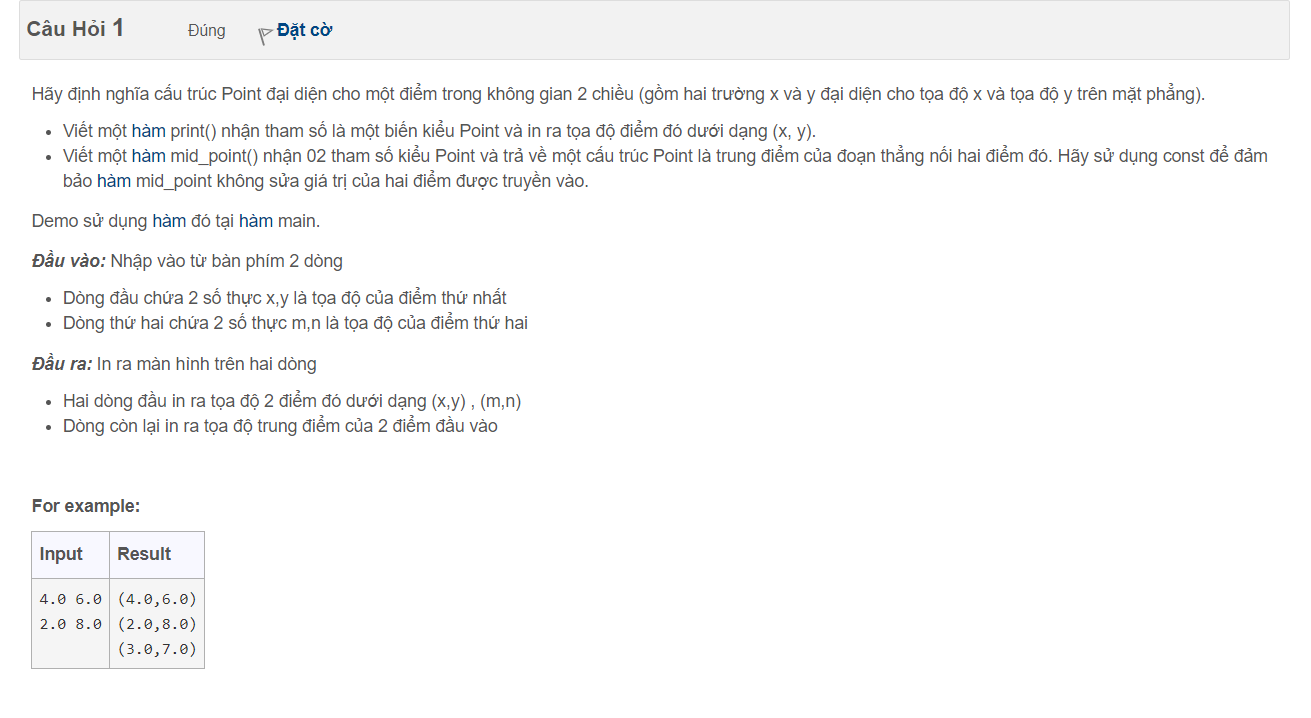 Câu Hỏi 1 Đúng Đặt cờ
Hãy định nghĩa cấu trúc Point đại diện cho một điểm trong không gian 2 chiều (gồm hai trường x và y đại diện cho tọa độ x và tọa độ y trên mặt phẳng).
• Viết một hàm print() nhận tham số là một biến kiểu Point và in ra tọa độ điểm đó dưới dạng (x, y).
• Viết một hàm mid_point() nhận 02 tham số kiểu Point và trả về một cấu trúc Point là trung điểm của đoạn thẳng nối hai điểm đó. Hãy sử dụng const để đảm
bảo hàm mid_point không sửa giá trị của hai điểm được truyền vào.
Demo sử dụng hàm đó tại hàm main.
Đầu vào: Nhập vào từ bàn phím 2 dòng
• Dòng đầu chứa 2 số thực x,y là tọa độ của điểm thứ nhất
• Dòng thứ hai chứa 2 số thực m,n là tọa độ của điểm thứ hai
Đầu ra: In ra màn hình trên hai dòng
• Hai dòng đầu in ra tọa độ 2 điểm đó dưới dạng (x,y) , (m,n)
• Dòng còn lại in ra tọa độ trung điểm của 2 điểm đầu vào
For example:
Input Result
4.0 6.0 (4.0,6.0)
2.0 8.0 (2.0,8.0)
(3.0,7.0)